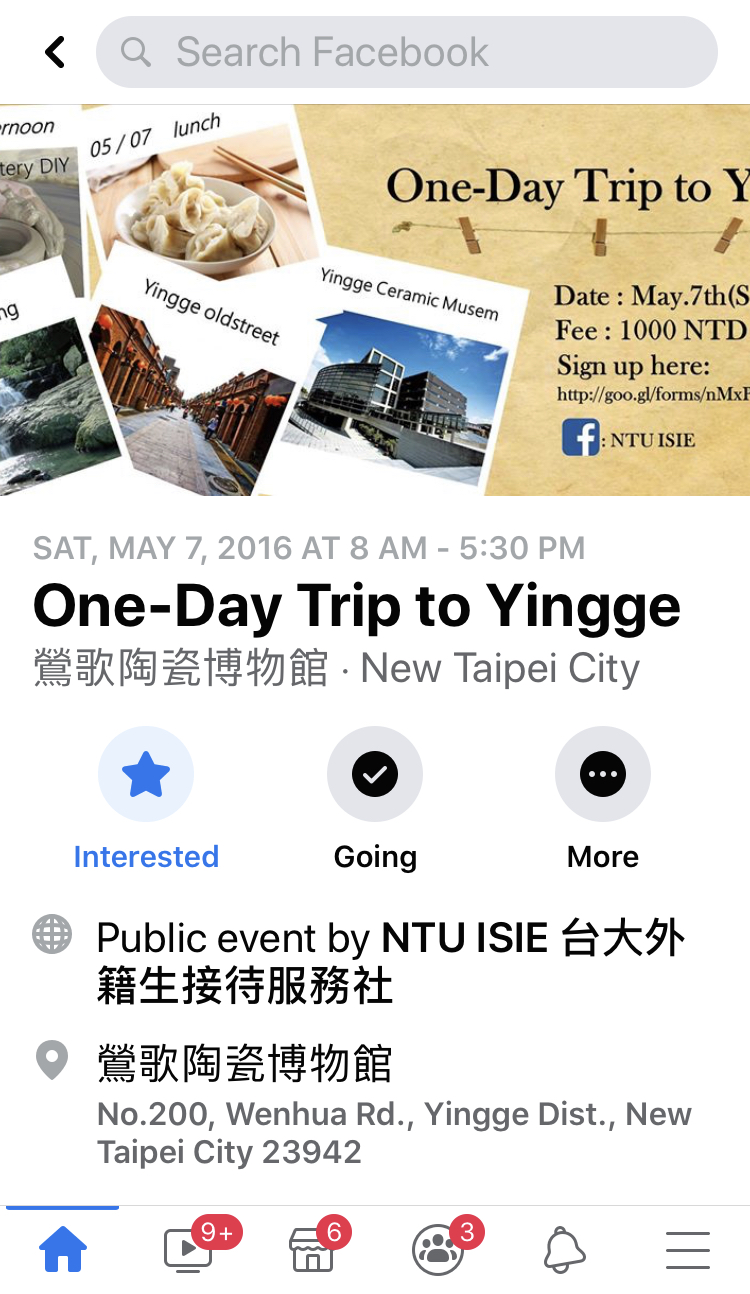 Search Facebook
ernoon
tery DIY
05 / 07 lunch
ng
Yingge oldstreet
Yingge Ceramic Musem
One-Day Trip to Y
Date : May.7th(S
Fee : 1000 NTD
Sign up here:
http://goo.gl/forms/nMxF
f : NTU ISIE
SAT, MAY 7, 2016 AT 8 AM - 5:30 PM
One-Day Trip to Yingge
鶯歌陶瓷博物館 · New Taipei City
Interested
Going
More
Public event by NTU ISIE 台大外
籍生接待服務社
鶯歌陶瓷博物館
No.200, Wenhua Rd., Yingge Dist., New
Taipei City 23942
9+
6
3